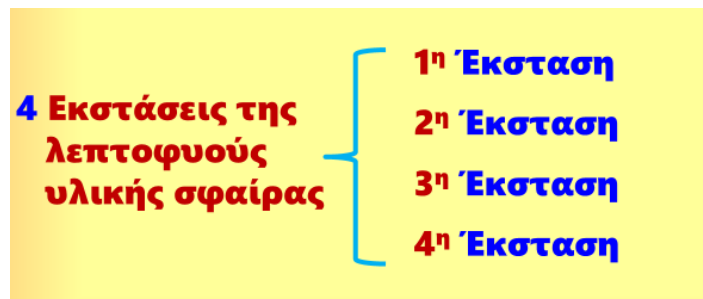 4 Εκστάσεις της
λεπτοφυούς
υλικής σφαίρας
1η Έκσταση
2η Έκσταση
3η Έκσταση
4η Έκσταση